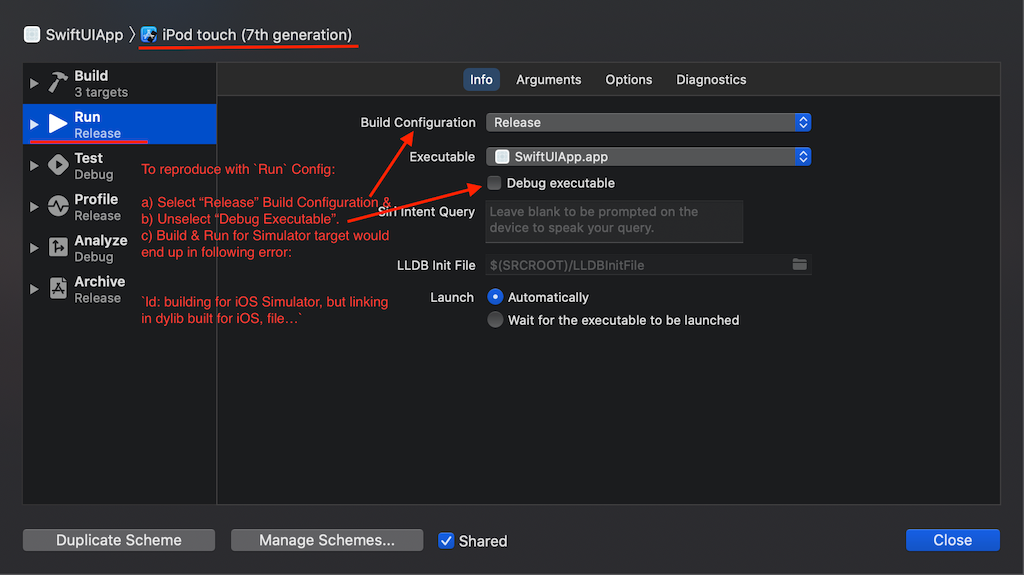 SwiftUIApp 〉 iPod touch (7th generation)
Build
3 targets
Run
Release
Test
Debug
Profile
Release
Analyze
Debug
Archive
Release
To reproduce with `Run` Config:
a) Select “Release” Build Configuration &
b) Unselect “Debug Executable”.
c) Build & Run for Simulator target would
end up in following error:
`ld: building for iOS Simulator, but linking
in dylib built for iOS, file…`
Info Arguments Options Diagnostics
Build Configuration Release
Executable SwiftUIApp.app
Debug executable
Siri Intent Query Leave blank to be prompted on the
device to speak your query.
LLDB Init File $(SRCROOT)/LLDBInitFile
Launch Automatically
Wait for the executable to be launched
Duplicate Scheme Manage Schemes... Shared Close